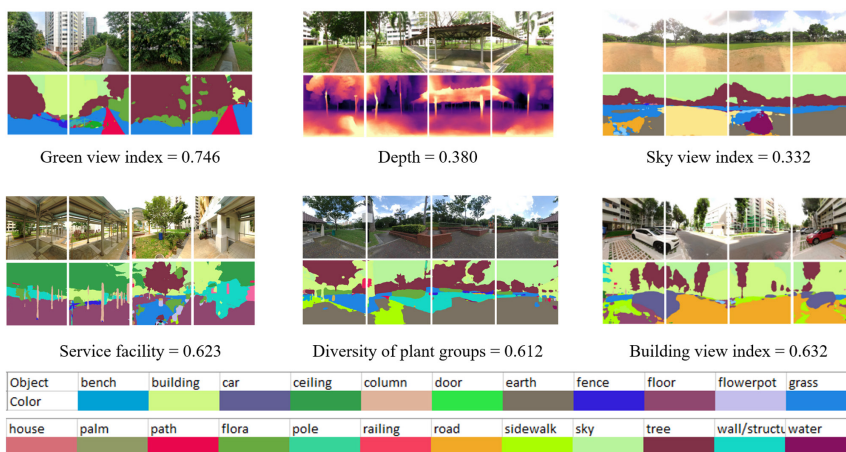 Green view index = 0.746
Depth = 0.380
Sky view index = 0.332
Service facility = 0.623
Diversity of plant groups = 0.612
Building view index = 0.632
Object bench building car ceiling column door earth fence floor flowerpot grass
Color
house palm path flora pole railing road sidewalk sky tree wall/structu water